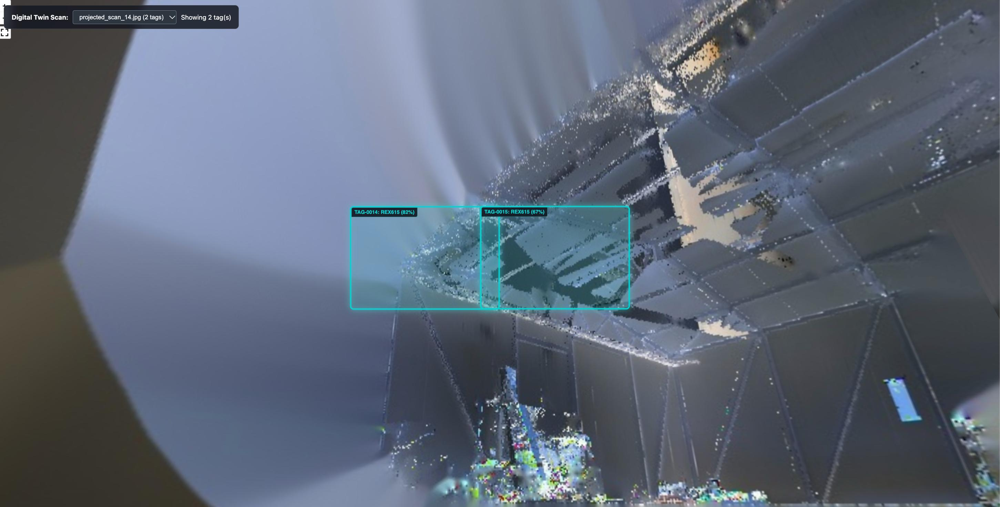 Digital Twin Scan: projected_scan_14.jpg (2 tags) Showing 2 tag(s)
TAG-0014: REX615 (82%)
TAG-0015: REX615 (67%)